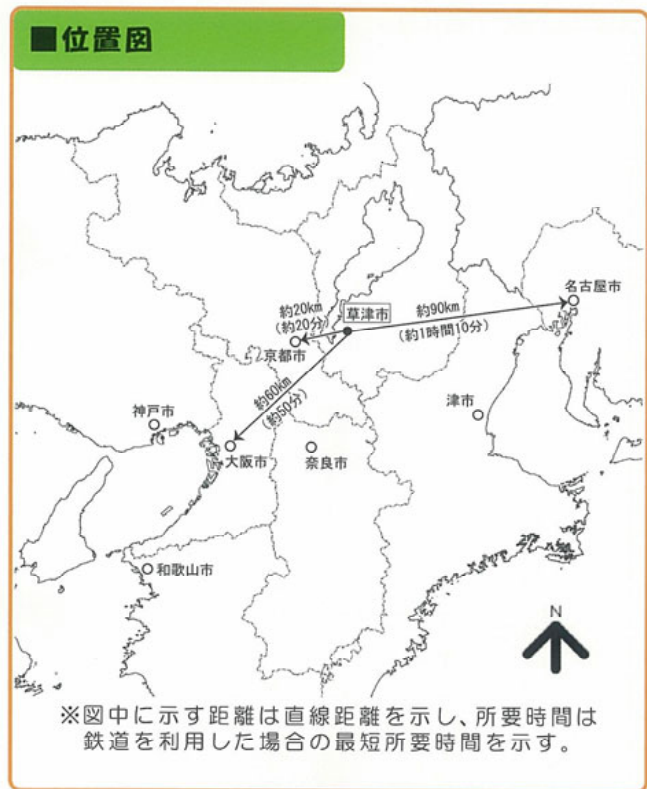 ■位置図
名古屋市
約20km
(約20分)
草津市
約90km
(約1時間10分)
京都市
約60km
(約50分)
神戸市
津市
大阪市
奈良市
和歌山市
N
※図中に示す距離は直線距離を示し、所要時間は
鉄道を利用した場合の最短所要時間を示す。